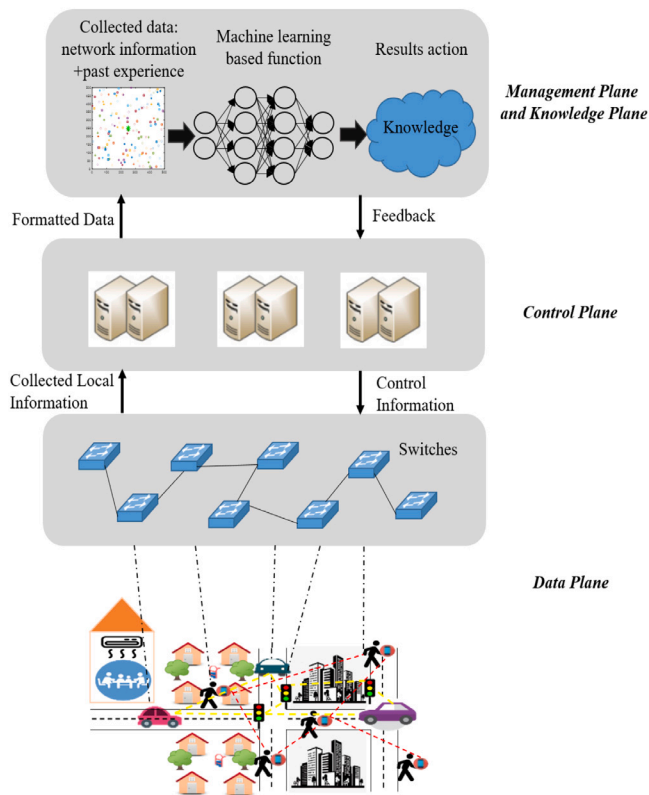 Collected data:
network information
+past experience
Machine learning
based function
Results action
Knowledge
Management Plane
and Knowledge Plane
Formatted Data
Feedback
Control Plane
Collected Local
Information
Control
Information
Switches
Data Plane